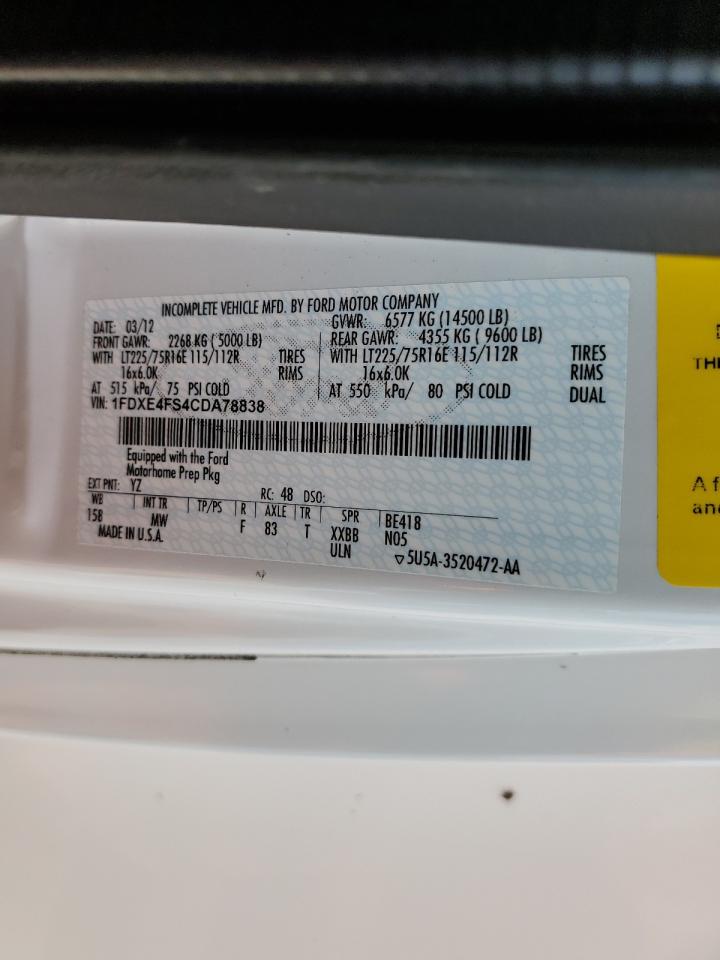 INCOMPLETE VEHICLE MFD. BY FORD MOTOR COMPANY
DATE: 03/12 GVWR: 6577 KG (14500 LB)
FRONT GAWR: 2268 KG ( 5000 LB) REAR GAWR: 4355 KG ( 9600 LB)
WITH LT225/75R16E 115/112R TIRES WITH LT225/75R16E 115/112R TIRES
16x6.0K RIMS 16x6.0K RIMS
AT 515 kPa/ 75 PSI COLD AT 550 kPa/ 80 PSI COLD DUAL
VIN: 1FDXE4FS4CDA78838
Equipped with the Ford
Motorhome Prep Pkg
EXT PNT: YZ RC: 48 DSO:
WB INT TR TP/PS R AXLE TR SPR BE418
158 MW F 83 T XXBB N05
MADE IN U.S.A. ULN ▽5U5A-3520472-AA
A f